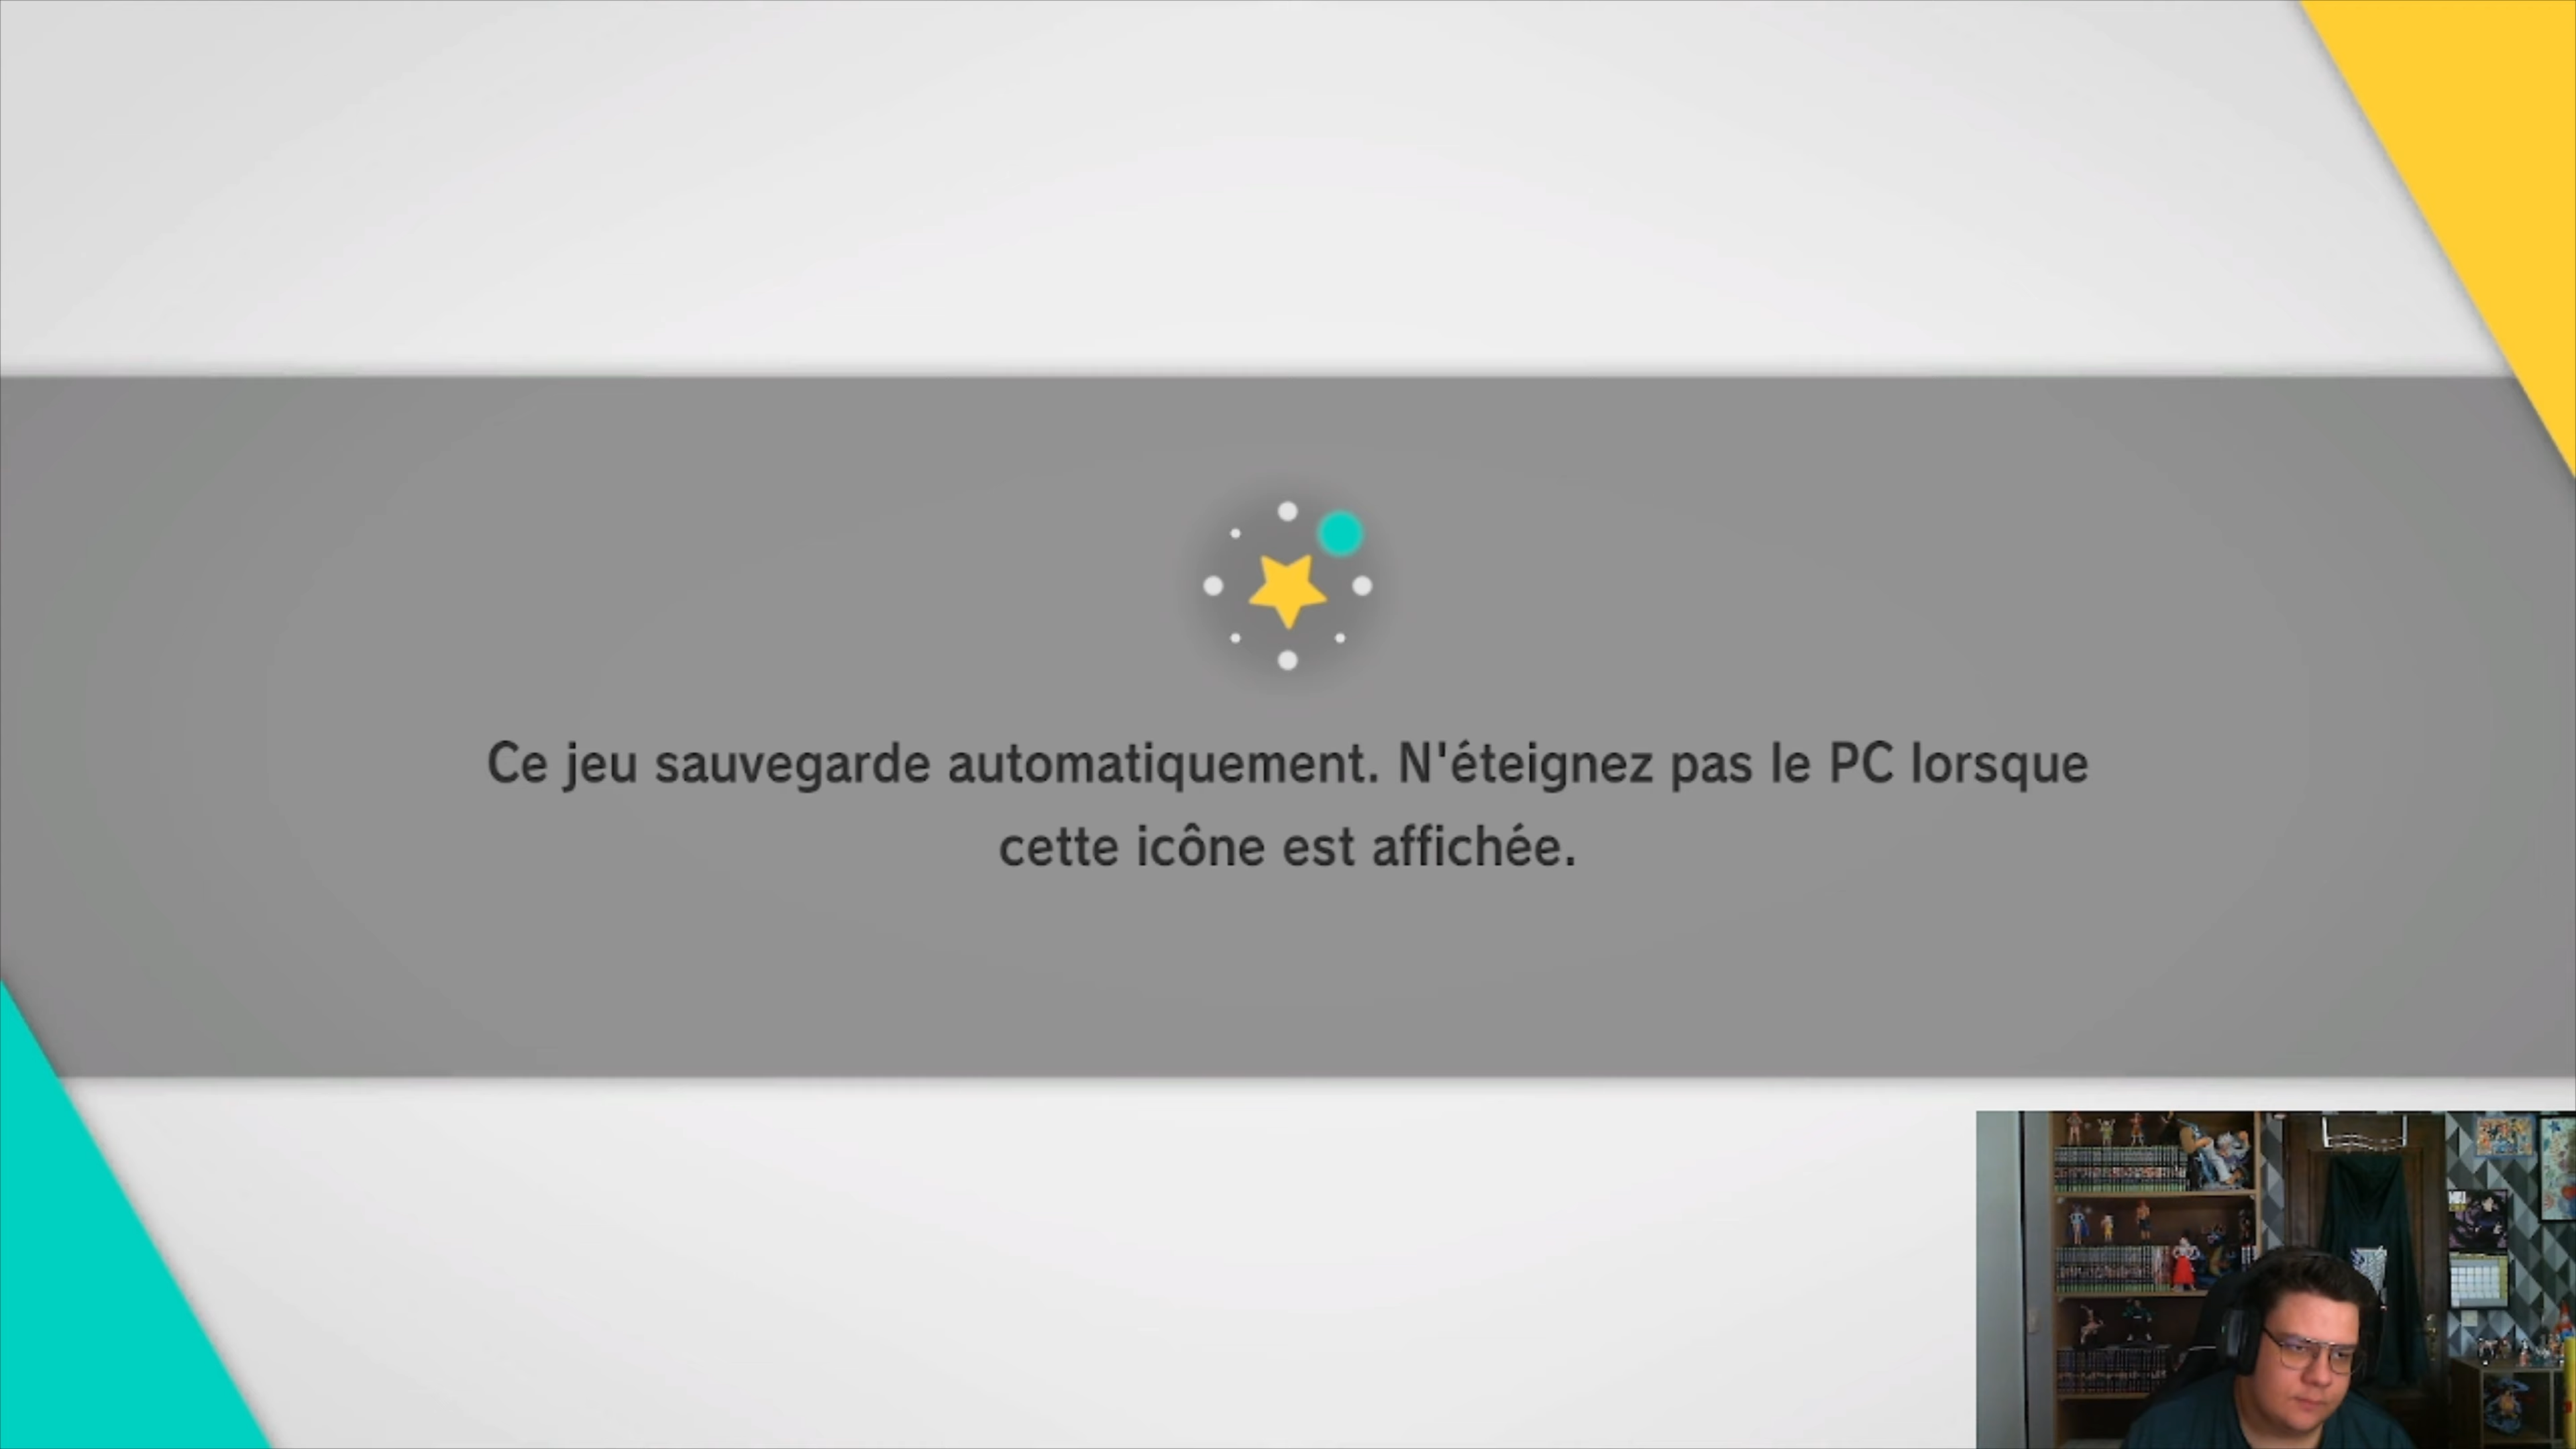 Ce jeu sauvegarde automatiquement. N'éteignez pas le PC lorsque
cette icône est affichée.